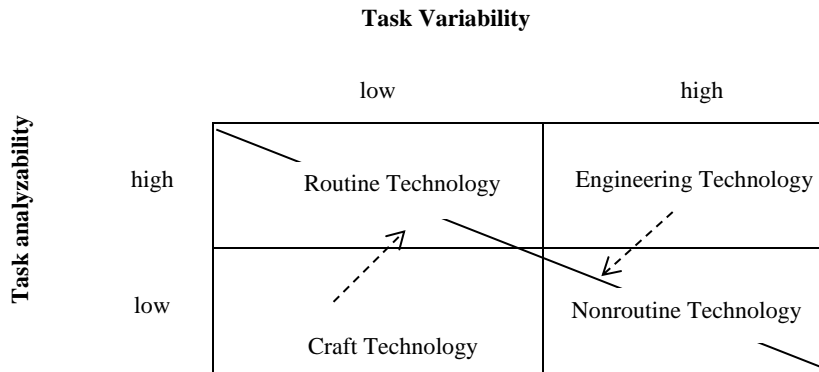 Task Variability
low high
Task analyzability
high Routine Technology Engineering Technology
low Nonroutine Technology
Craft Technology